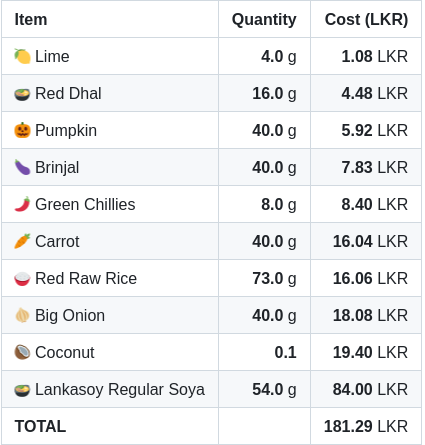 Item Quantity Cost (LKR)
Lime 4.0 g 1.08 LKR
Red Dhal 16.0 g 4.48 LKR
Pumpkin 40.0 g 5.92 LKR
Brinjal 40.0 g 7.83 LKR
Green Chillies 8.0 g 8.40 LKR
Carrot 40.0 g 16.04 LKR
Red Raw Rice 73.0 g 16.06 LKR
Big Onion 40.0 g 18.08 LKR
Coconut 0.1 19.40 LKR
Lankasoy Regular Soya 54.0 g 84.00 LKR
TOTAL 181.29 LKR